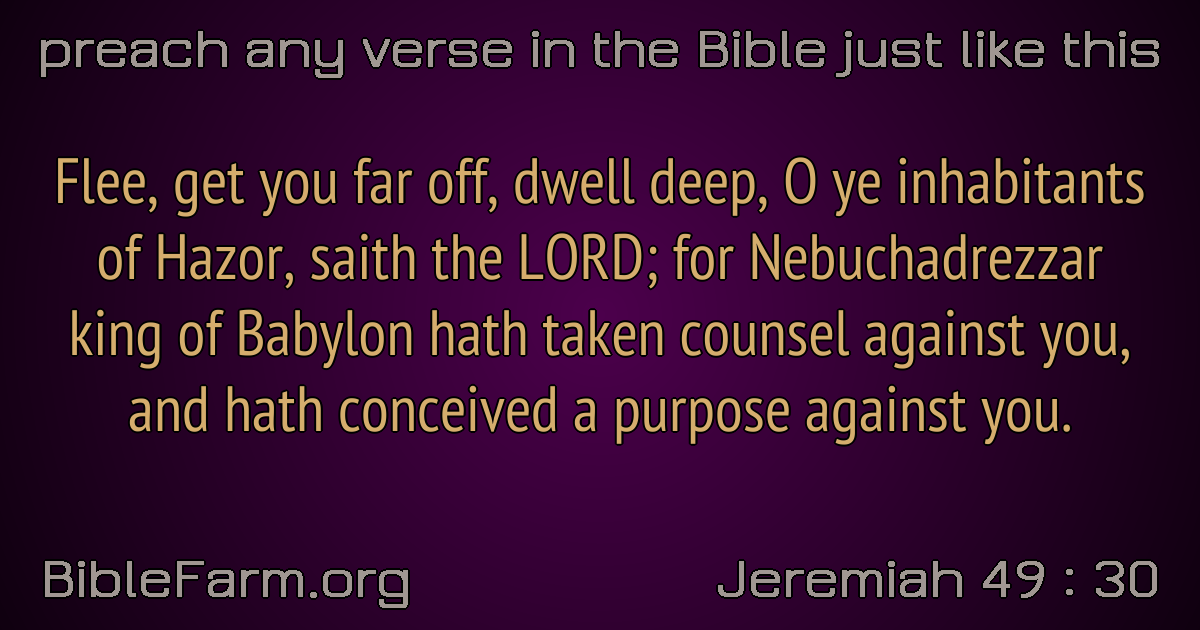 preach any verse in the Bible just like this
Flee, get you far off, dwell deep, O ye inhabitants
of Hazor, saith the LORD; for Nebuchadrezzar
king of Babylon hath taken counsel against you,
and hath conceived a purpose against you.
BibleFarm.org
Jeremiah 49 : 30